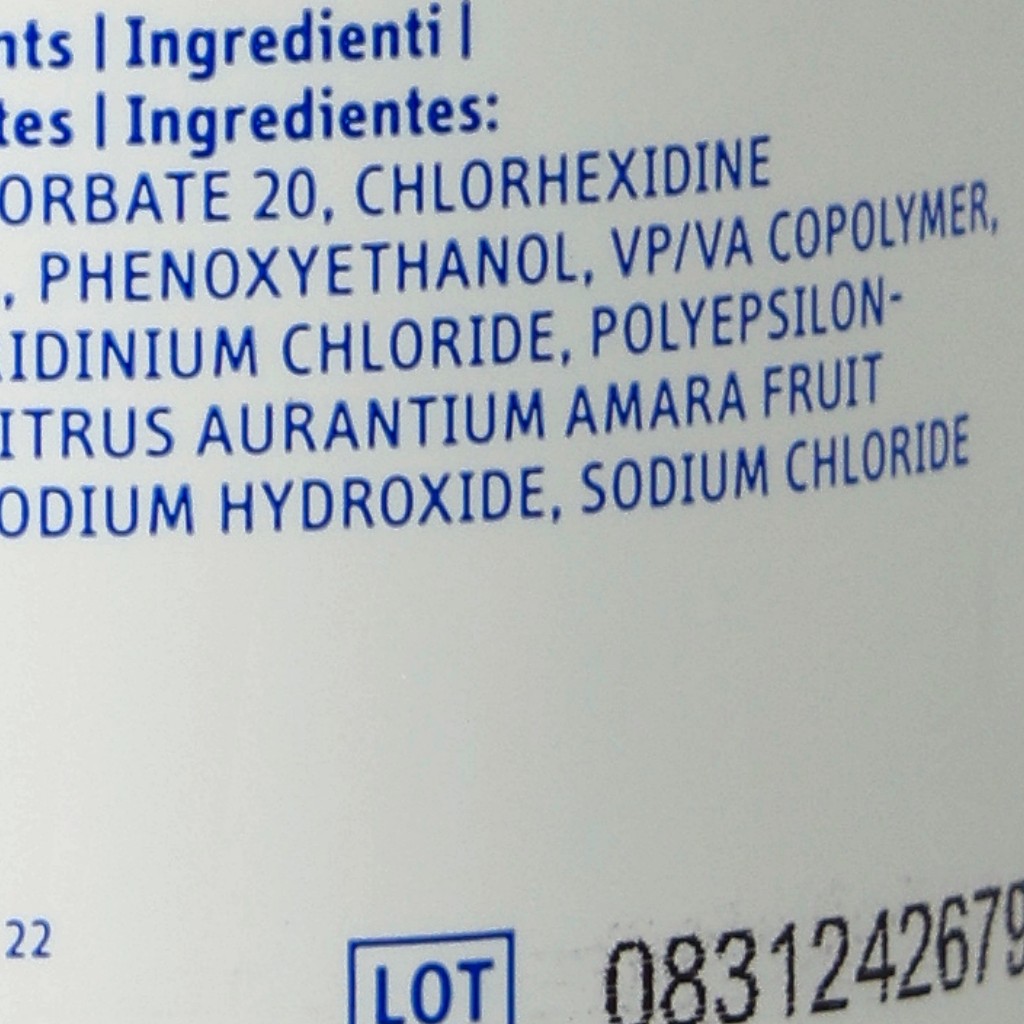 nts | Ingredienti |
tes | Ingredientes:
ORBATE 20, CHLORHEXIDINE
, PHENOXYETHANOL, VP/VA COPOLYMER,
IDINIUM CHLORIDE, POLYEPSILON-
ITRUS AURANTIUM AMARA FRUIT
ODIUM HYDROXIDE, SODIUM CHLORIDE
22
LOT 0831242679